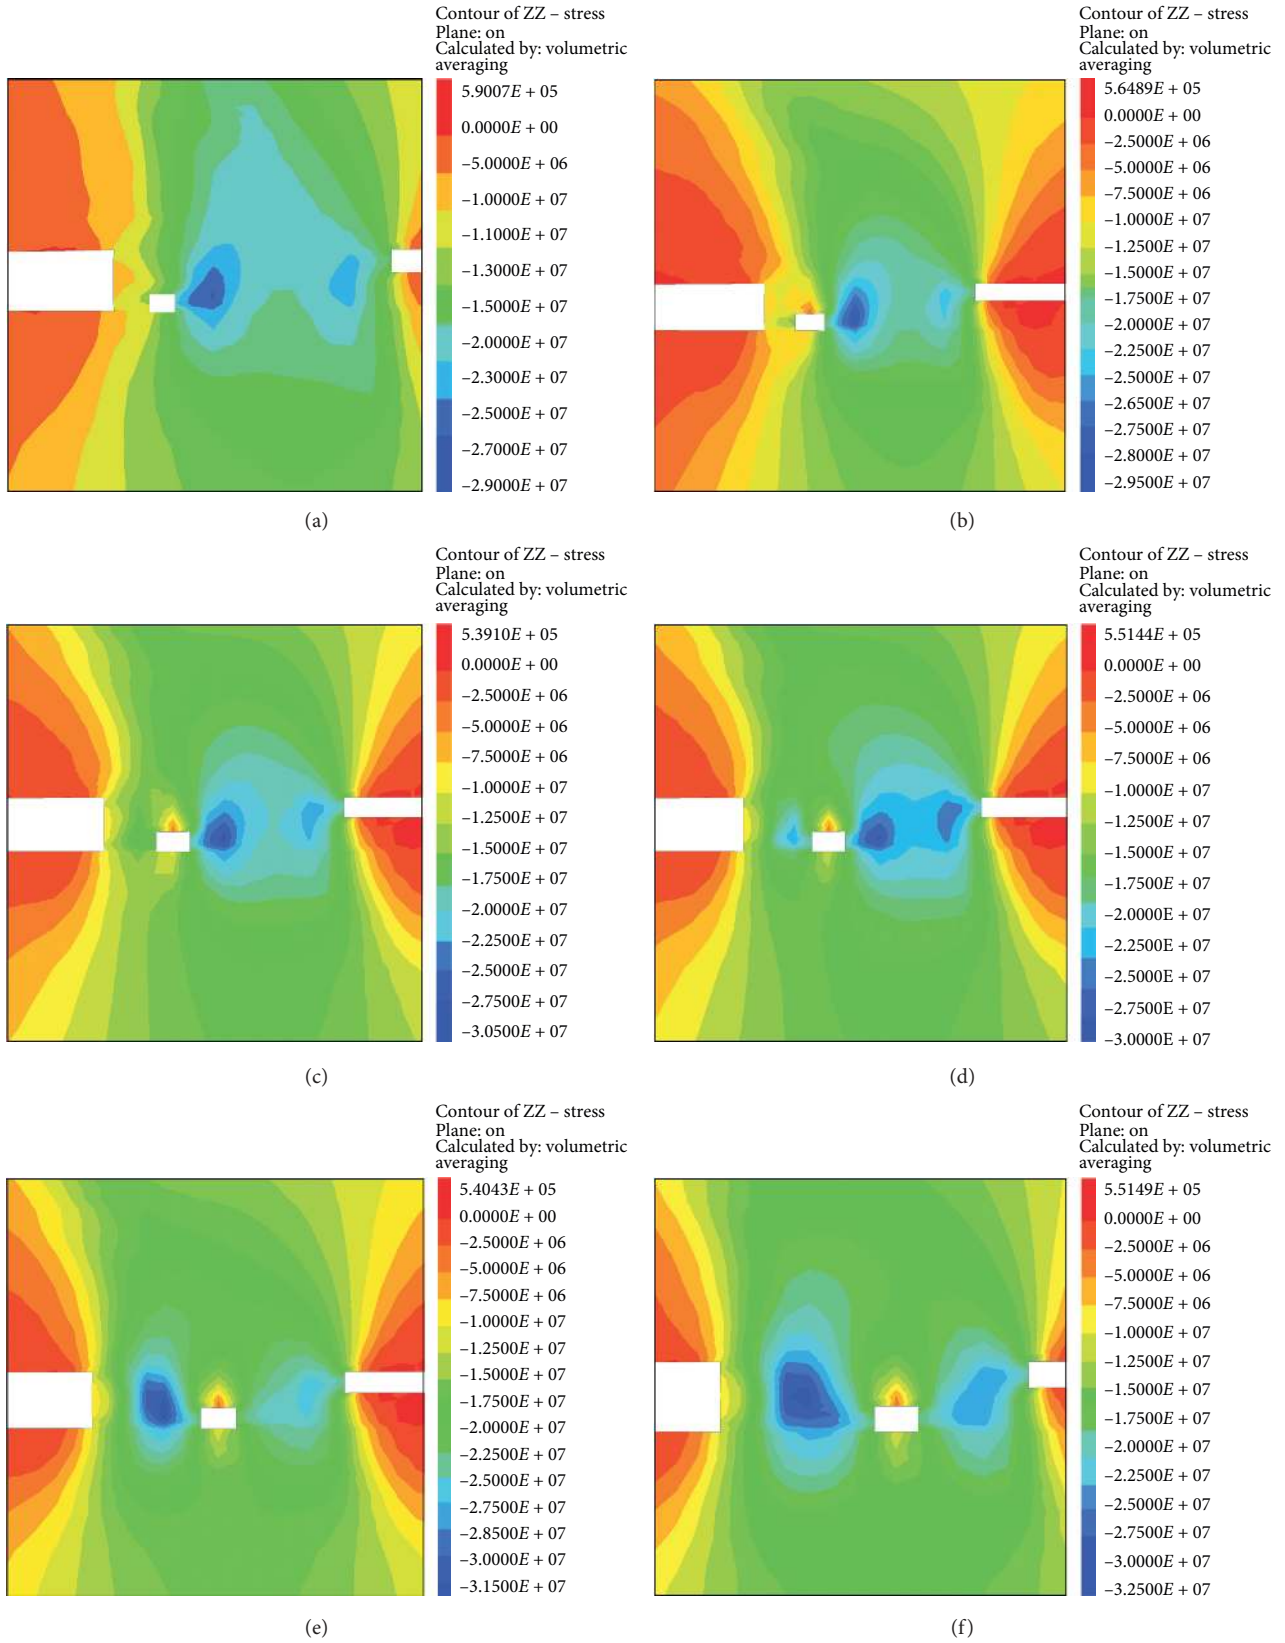 Contour of ZZ – stress
Plane: on
Calculated by: volumetric
averaging
5.9007E + 05
0.0000E + 00
–5.0000E + 06
–1.0000E + 07
–1.1000E + 07
–1.3000E + 07
–1.5000E + 07
–2.0000E + 07
–2.3000E + 07
–2.5000E + 07
–2.7000E + 07
–2.9000E + 07
(a)
Contour of ZZ – stress
Plane: on
Calculated by: volumetric
averaging
5.6489E + 05
0.0000E + 00
–2.5000E + 06
–5.0000E + 06
–7.5000E + 06
–1.0000E + 07
–1.2500E + 07
–1.5000E + 07
–1.7500E + 07
–2.0000E + 07
–2.2500E + 07
–2.5000E + 07
–2.6500E + 07
–2.7500E + 07
–2.8000E + 07
–2.9500E + 07
(b)
Contour of ZZ – stress
Plane: on
Calculated by: volumetric
averaging
5.3910E + 05
0.0000E + 00
–2.5000E + 06
–5.0000E + 06
–7.5000E + 06
–1.0000E + 07
–1.2500E + 07
–1.5000E + 07
–1.7500E + 07
–2.0000E + 07
–2.2500E + 07
–2.5000E + 07
–2.7500E + 07
–3.0500E + 07
(c)
Contour of ZZ – stress
Plane: on
Calculated by: volumetric
averaging
5.5144E + 05
0.0000E + 00
–2.5000E + 06
–5.0000E + 06
–7.5000E + 06
–1.0000E + 07
–1.2500E + 07
–1.5000E + 07
–1.7500E + 07
–2.0000E + 07
–2.2500E + 07
–2.5000E + 07
–2.7500E + 07
–3.0000E + 07
(d)
Contour of ZZ – stress
Plane: on
Calculated by: volumetric
averaging
5.4043E + 05
0.0000E + 00
–2.5000E + 06
–5.0000E + 06
–7.5000E + 06
–1.0000E + 07
–1.2500E + 07
–1.5000E + 07
–1.7500E + 07
–2.0000E + 07
–2.2500E + 07
–2.5000E + 07
–2.7500E + 07
–2.8500E + 07
–3.0000E + 07
–3.1500E + 07
(e)
Contour of ZZ – stress
Plane: on
Calculated by: volumetric
averaging
5.5149E + 05
0.0000E + 00
–2.5000E + 06
–5.0000E + 06
–7.5000E + 06
–1.0000E + 07
–1.2500E + 07
–1.5000E + 07
–1.7500E + 07
–2.0000E + 07
–2.2500E + 07
–2.5000E + 07
–2.7500E + 07
–3.0000E + 07
–3.2500E + 07
(f)